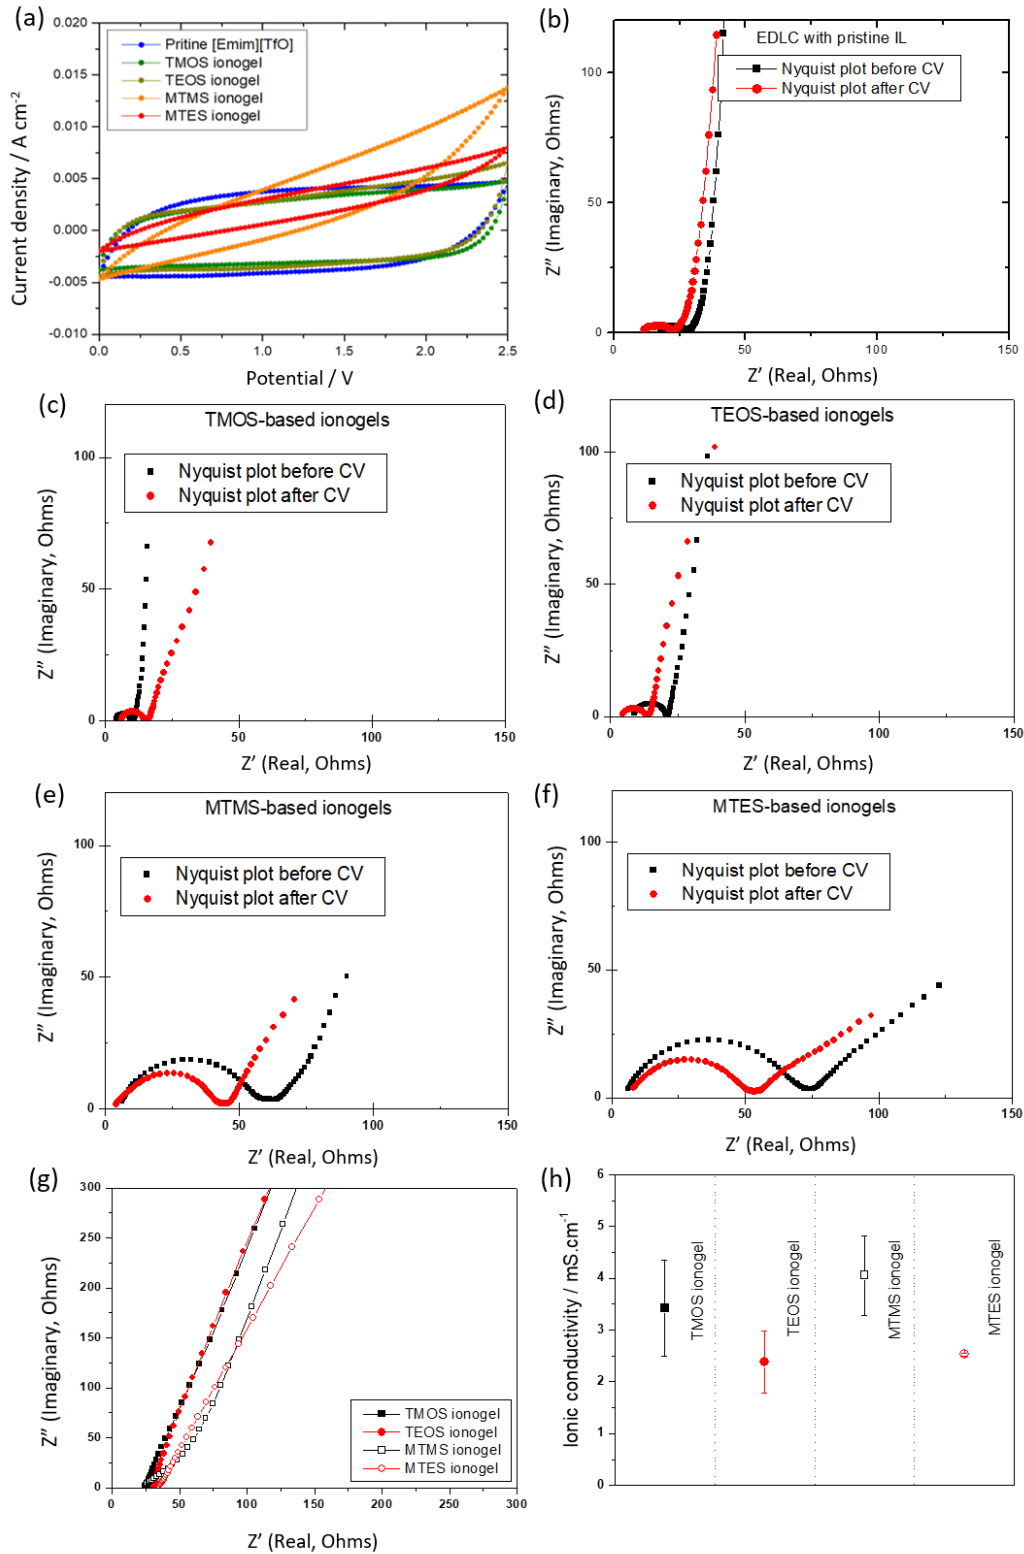 (a)
0.020
0.015
0.010
0.005
0.000
-0.005
-0.010
Current density / A cm-2
Pritine [Emim][TfO]
TMOS ionogel
TEOS ionogel
MTMS ionogel
MTES ionogel
0.0 0.5 1.0 1.5 2.0 2.5
Potential / V
(b)
EDLC with pristine IL
Nyquist plot before CV
Nyquist plot after CV
Z″ (Imaginary, Ohms)
100
50
0
0 50 100 150
Z′ (Real, Ohms)
(c)
TMOS-based ionogels
Nyquist plot before CV
Nyquist plot after CV
Z″ (Imaginary, Ohms)
100
50
0
0 50 100 150
Z′ (Real, Ohms)
(d)
TEOS-based ionogels
Nyquist plot before CV
Nyquist plot after CV
Z″ (Imaginary, Ohms)
100
50
0
0 50 100 150
Z′ (Real, Ohms)
(e)
MTMS-based ionogels
Nyquist plot before CV
Nyquist plot after CV
Z″ (Imaginary, Ohms)
100
50
0
0 50 100 150
Z′ (Real, Ohms)
(f)
MTES-based ionogels
Nyquist plot before CV
Nyquist plot after CV
Z″ (Imaginary, Ohms)
100
50
0
0 50 100 150
Z′ (Real, Ohms)
(g)
300
250
200
150
100
50
0
Z″ (Imaginary, Ohms)
TMOS ionogel
TEOS ionogel
MTMS ionogel
MTES ionogel
0 50 100 150 200 250 300
Z′ (Real, Ohms)
(h)
6
5
4
3
2
1
0
Ionic conductivity / mS.cm-1
TMOS ionogel
TEOS ionogel
MTMS ionogel
MTES ionogel